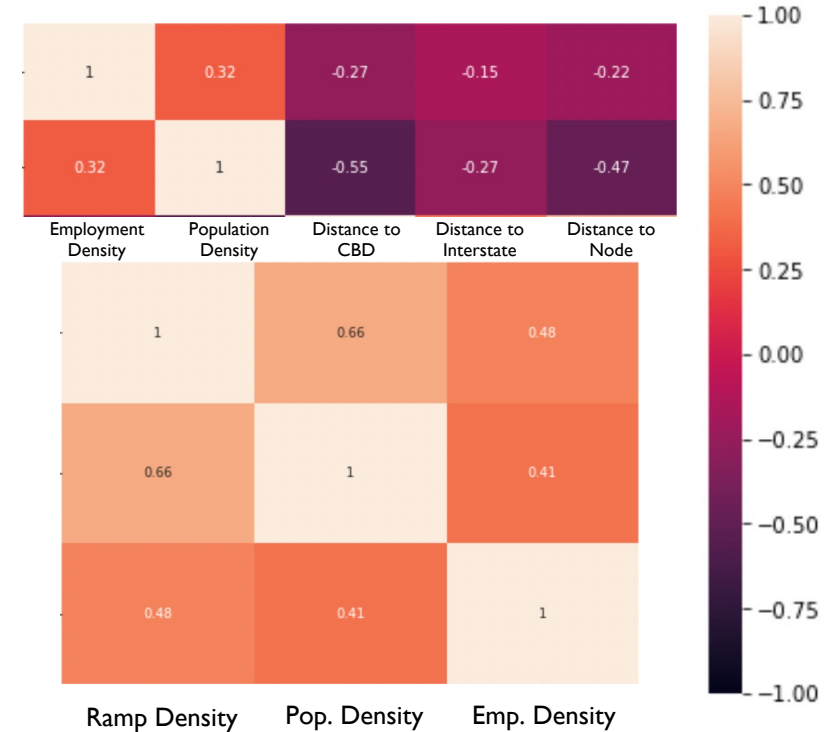 1 0.32 -0.27 -0.15 -0.22
0.32 1 -0.55 -0.27 -0.47
Employment Population Distance to Distance to Distance to
Density Density CBD Interstate Node
1 0.66 0.48
0.66 1 0.41
0.48 0.41 1
Ramp Density Pop. Density Emp. Density
1.00
0.75
0.50
0.25
0.00
−0.25
−0.50
−0.75
−1.00